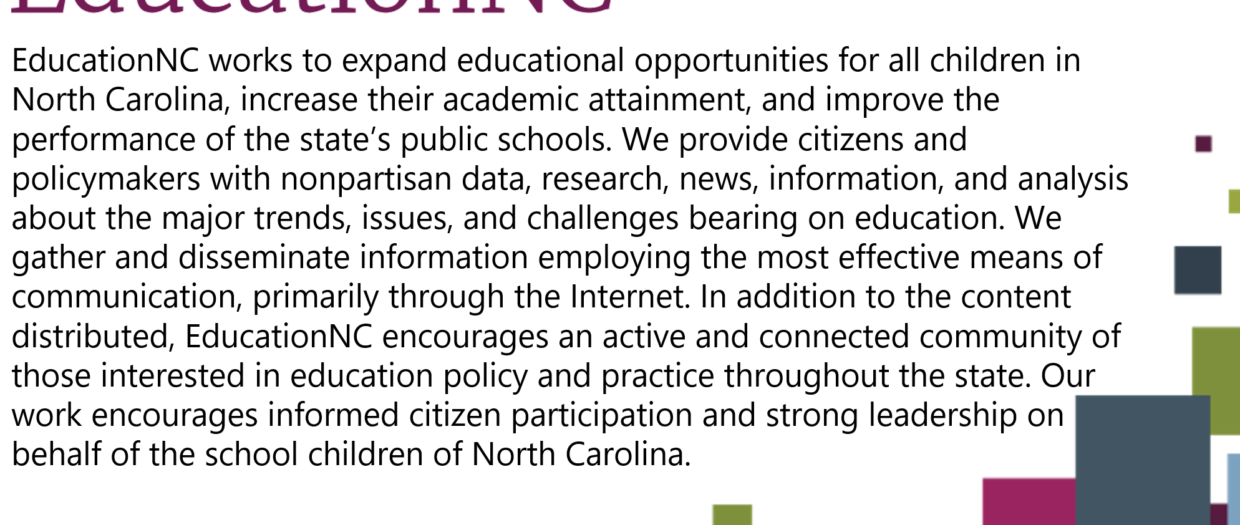 EducationNC
EducationNC works to expand educational opportunities for all children in
North Carolina, increase their academic attainment, and improve the
performance of the state's public schools. We provide citizens and
policymakers with nonpartisan data, research, news, information, and analysis
about the major trends, issues, and challenges bearing on education. We
gather and disseminate information employing the most effective means of
communication, primarily through the Internet. In addition to the content
distributed, EducationNC encourages an active and connected community of
those interested in education policy and practice throughout the state. Our
work encourages informed citizen participation and strong leadership on
behalf of the school children of North Carolina.